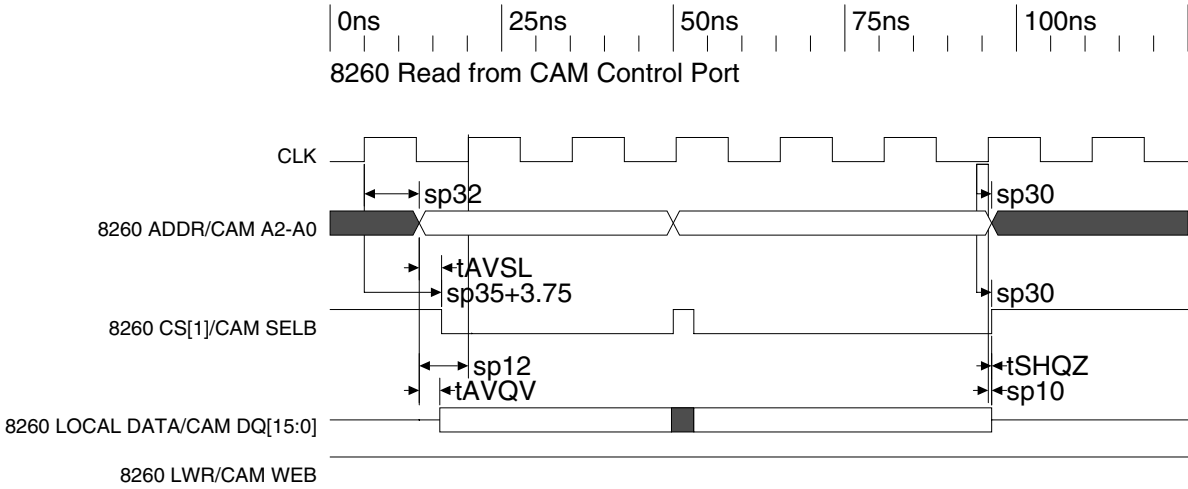 0ns 25ns 50ns 75ns 100ns
8260 Read from CAM Control Port
CLK
sp32 sp30
8260 ADDR/CAM A2-A0
tAVSL
sp35+3.75 sp30
8260 CS[1]/CAM SELB
sp12 tSHQZ
tAVQV sp10
8260 LOCAL DATA/CAM DQ[15:0]
8260 LWR/CAM WEB